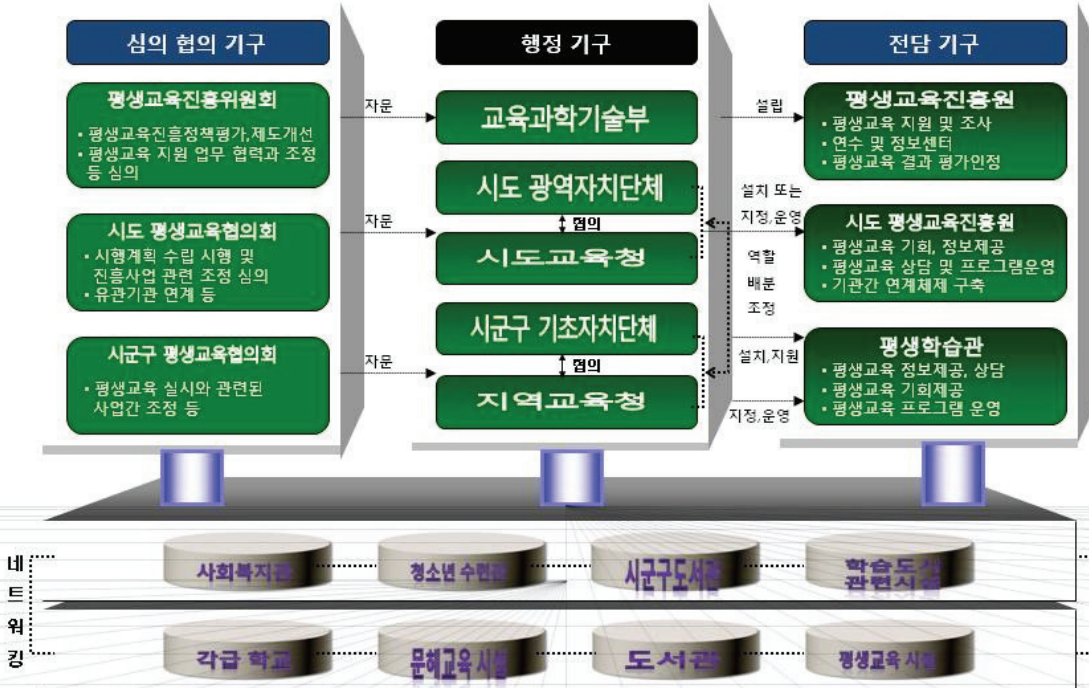 심의 협의 기구
평생교육진흥위원회
• 평생교육진흥정책평가,제도개선
• 평생교육 지원 업무 협력과 조정
등 심의
시도 평생교육협의회
• 시행계획 수립 시행 및
진흥사업 관련 조정 심의
• 유관기관 연계 등
시군구 평생교육협의회
• 평생교육 실시와 관련된
사업간 조정 등
자문
자문
자문
행정 기구
교육과학기술부
시도 광역자치단체
협의
시도교육청
시군구 기초자치단체
협의
지역교육청
설립
설치 또는
지정,운영
역할
배분
조정
설치,지원
지정,운영
전담 기구
평생교육진흥원
• 평생교육 지원 및 조사
• 연수 및 정보센터
• 평생교육 결과 평가인정
시도 평생교육진흥원
• 평생교육 기회, 정보제공
• 평생교육 상담 및 프로그램운영
• 기관간 연계체제 구축
평생학습관
• 평생교육 정보제공, 상담
• 평생교육 기회제공
• 평생교육 프로그램 운영
네트워킹
사회복지관
청소년 수련관
시군구도서관
학습도시
관련시설
각급 학교
문해교육 시설
도서관
평생교육 시설